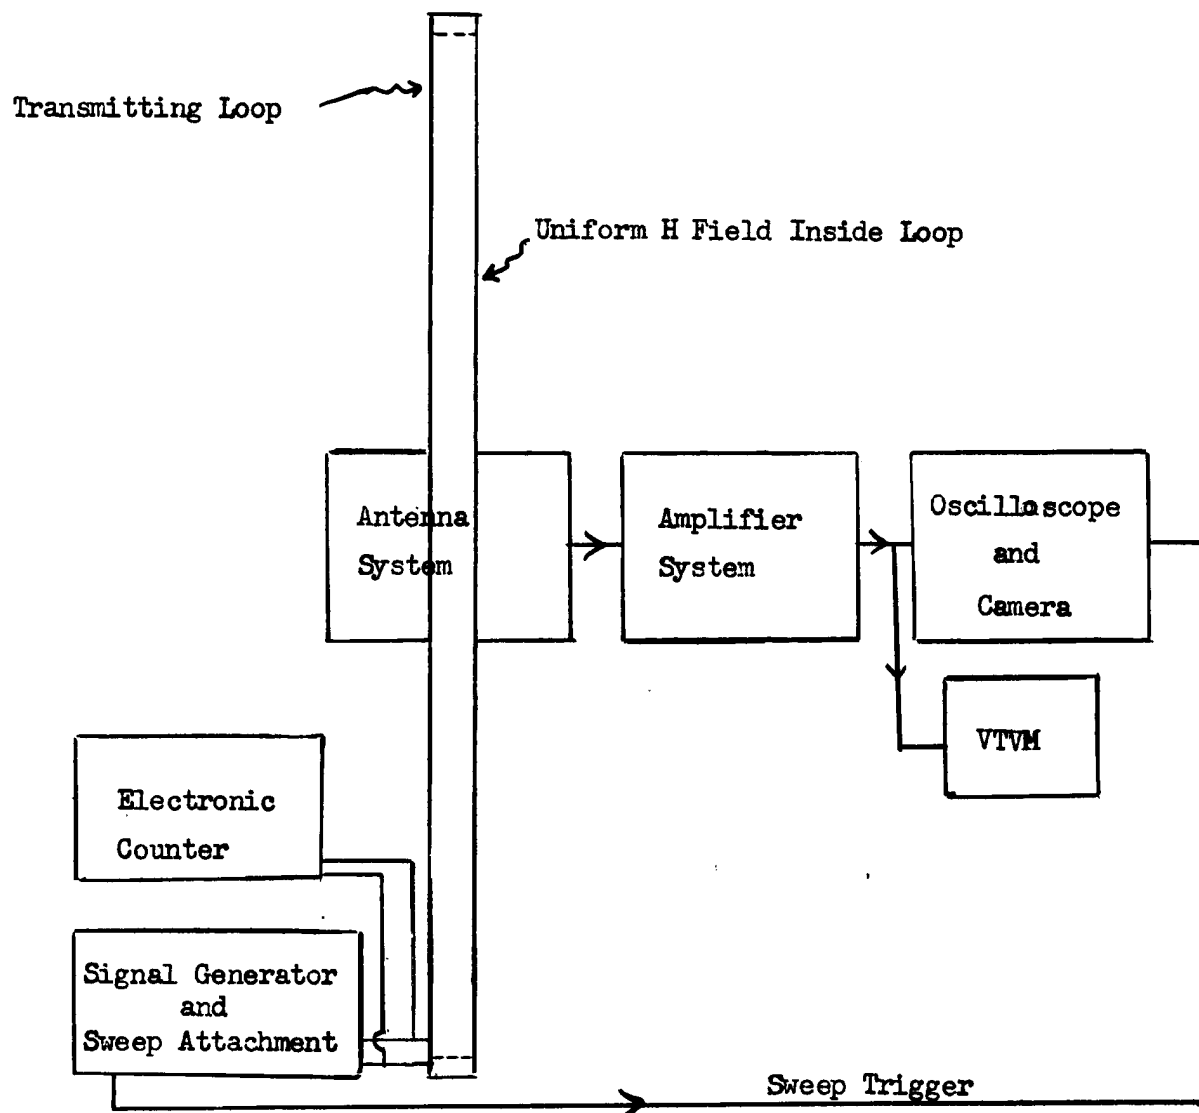 Transmitting Loop
Uniform H Field Inside Loop
Antenna
System
Amplifier
System
Oscilloscope
and
Camera
VTVM
Electronic
Counter
Signal Generator
and
Sweep Attachment
Sweep Trigger